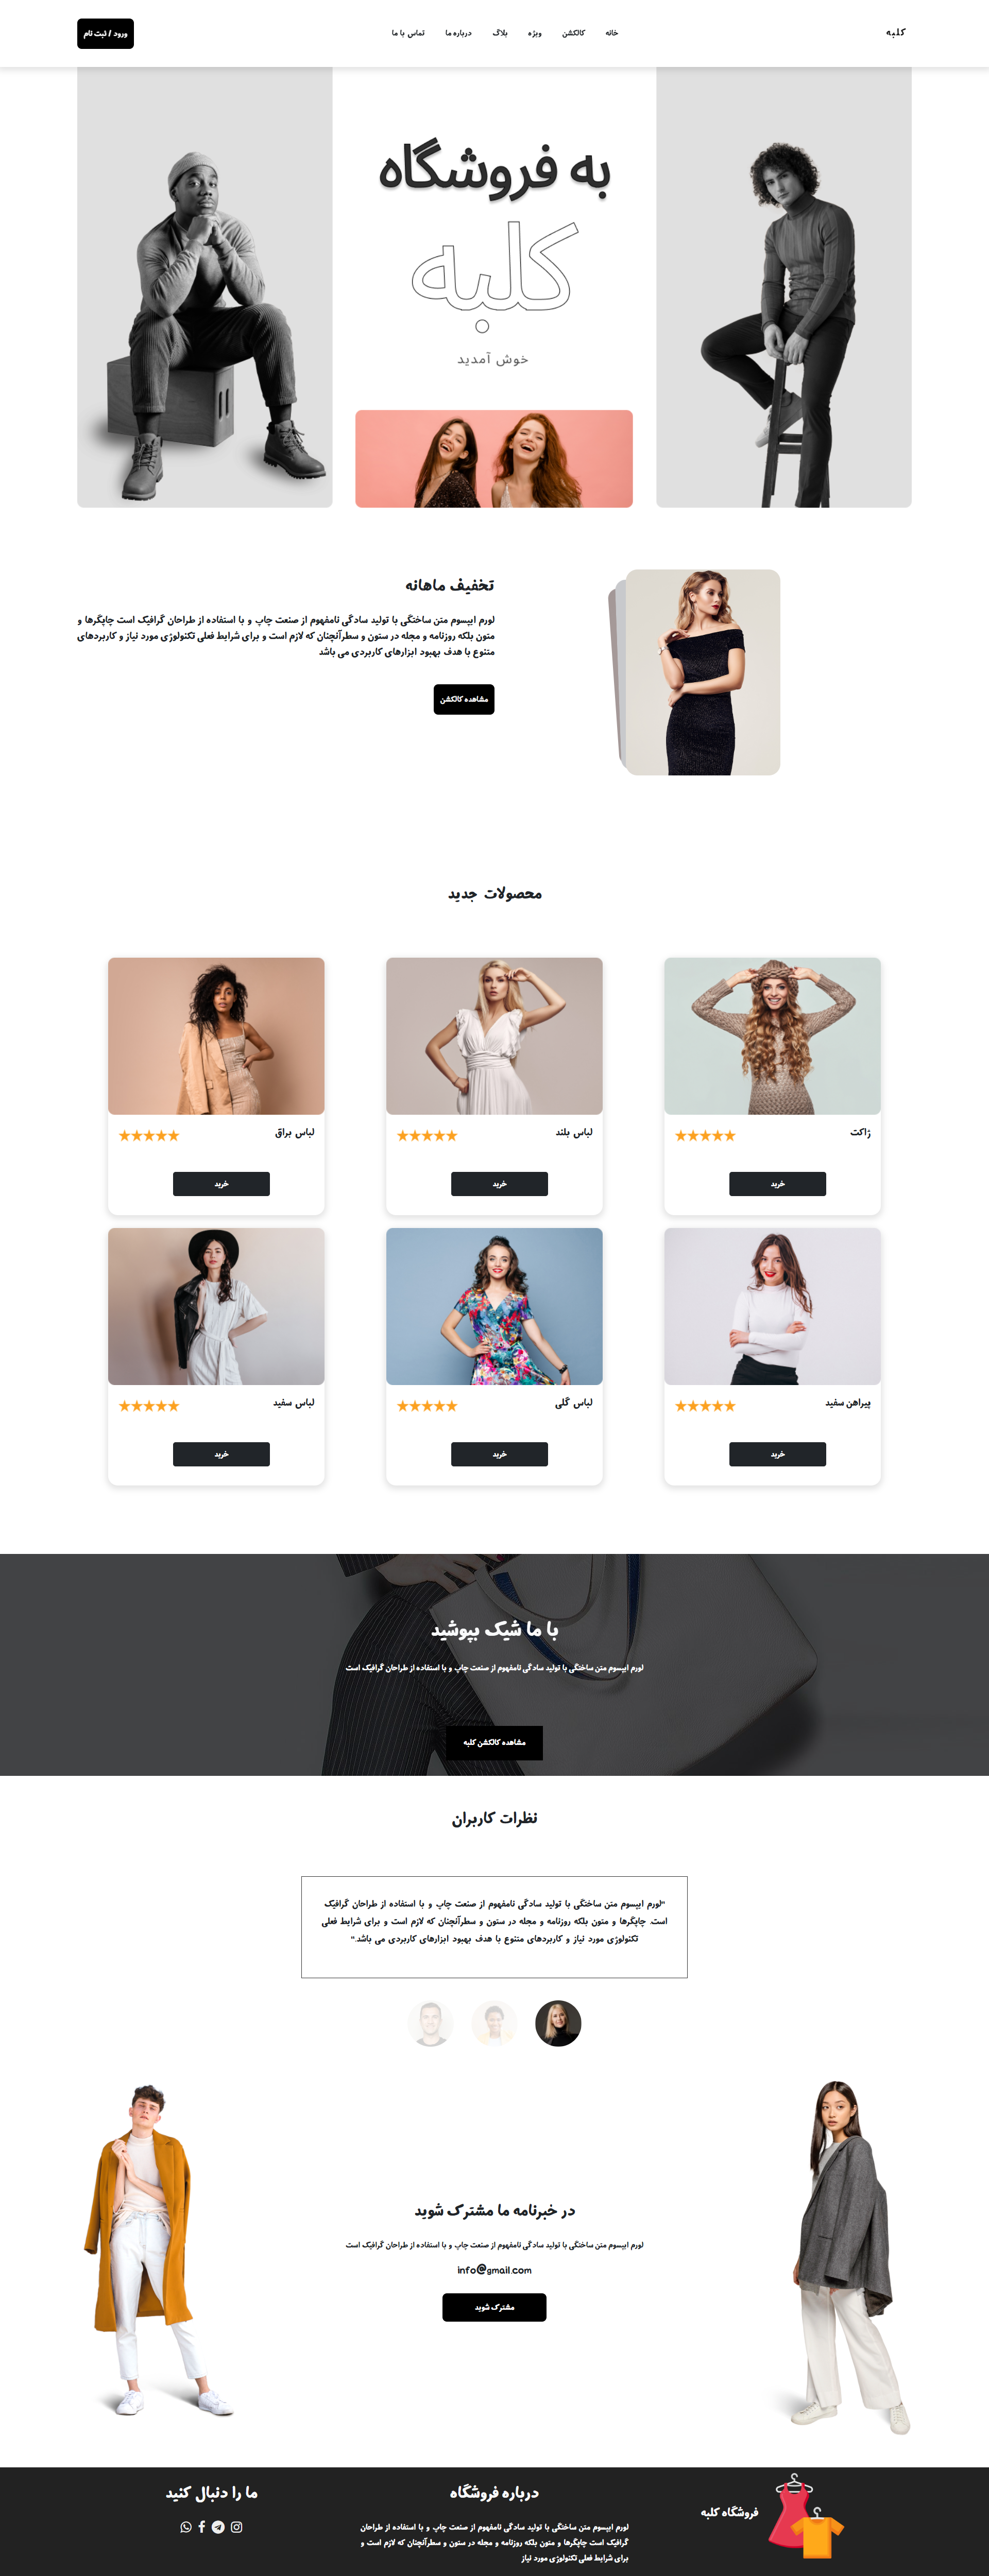 کلبه
خانه
کالکشن
ویژه
بلاگ
درباره ما
تماس با ما
ورود / ثبت نام
به فروشگاه
کلبه
خوش آمدید
تخفیف ماهانه
لورم ایپسوم متن ساختگی با تولید سادگی نامفهوم از صنعت چاپ و با استفاده از طراحان گرافیک است چاپگرها و
متون بلکه روزنامه و مجله در ستون و سطرآنچنان که لازم است و برای شرایط فعلی تکنولوژی مورد نیاز و کاربردهای
متنوع با هدف بهبود ابزارهای کاربردی می باشد
مشاهده کالکشن
محصولات جدید
ژاکت
خرید
لباس بلند
خرید
لباس براق
خرید
پیراهن سفید
خرید
لباس گلی
خرید
لباس سفید
خرید
با ما شیک بپوشید
لورم ایپسوم متن ساختگی با تولید سادگی نامفهوم از صنعت چاپ و با استفاده از طراحان گرافیک است
مشاهده کالکشن کلبه
نظرات کاربران
"لورم ایپسوم متن ساختگی با تولید سادگی نامفهوم از صنعت چاپ و با استفاده از طراحان گرافیک
است. چاپگرها و متون بلکه روزنامه و مجله در ستون و سطرآنچنان که لازم است و برای شرایط فعلی
تکنولوژی مورد نیاز و کاربردهای متنوع با هدف بهبود ابزارهای کاربردی می باشد."
در خبرنامه ما مشترک شوید
لورم ایپسوم متن ساختگی با تولید سادگی نامفهوم از صنعت چاپ و با استفاده از طراحان گرافیک است
info@gmail.com
مشترک شوید
فروشگاه کلبه
درباره فروشگاه
لورم ایپسوم متن ساختگی با تولید سادگی نامفهوم از صنعت چاپ و با استفاده از طراحان
گرافیک است چاپگرها و متون بلکه روزنامه و مجله در ستون و سطرآنچنان که لازم است و
برای شرایط فعلی تکنولوژی مورد نیاز
ما را دنبال کنید